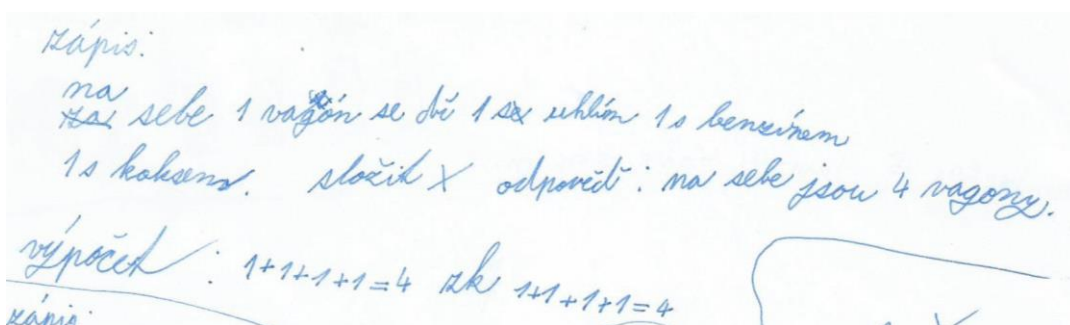 zápis:
na
za sebe 1 vagón se dvě 1 se uhlím 1 s benzínem
1 s koksem. složit X odpověď: na sebe jsou 4 vagony.
výpočet: 1+1+1+1=4 zk 1+1+1+1=4
zápis: